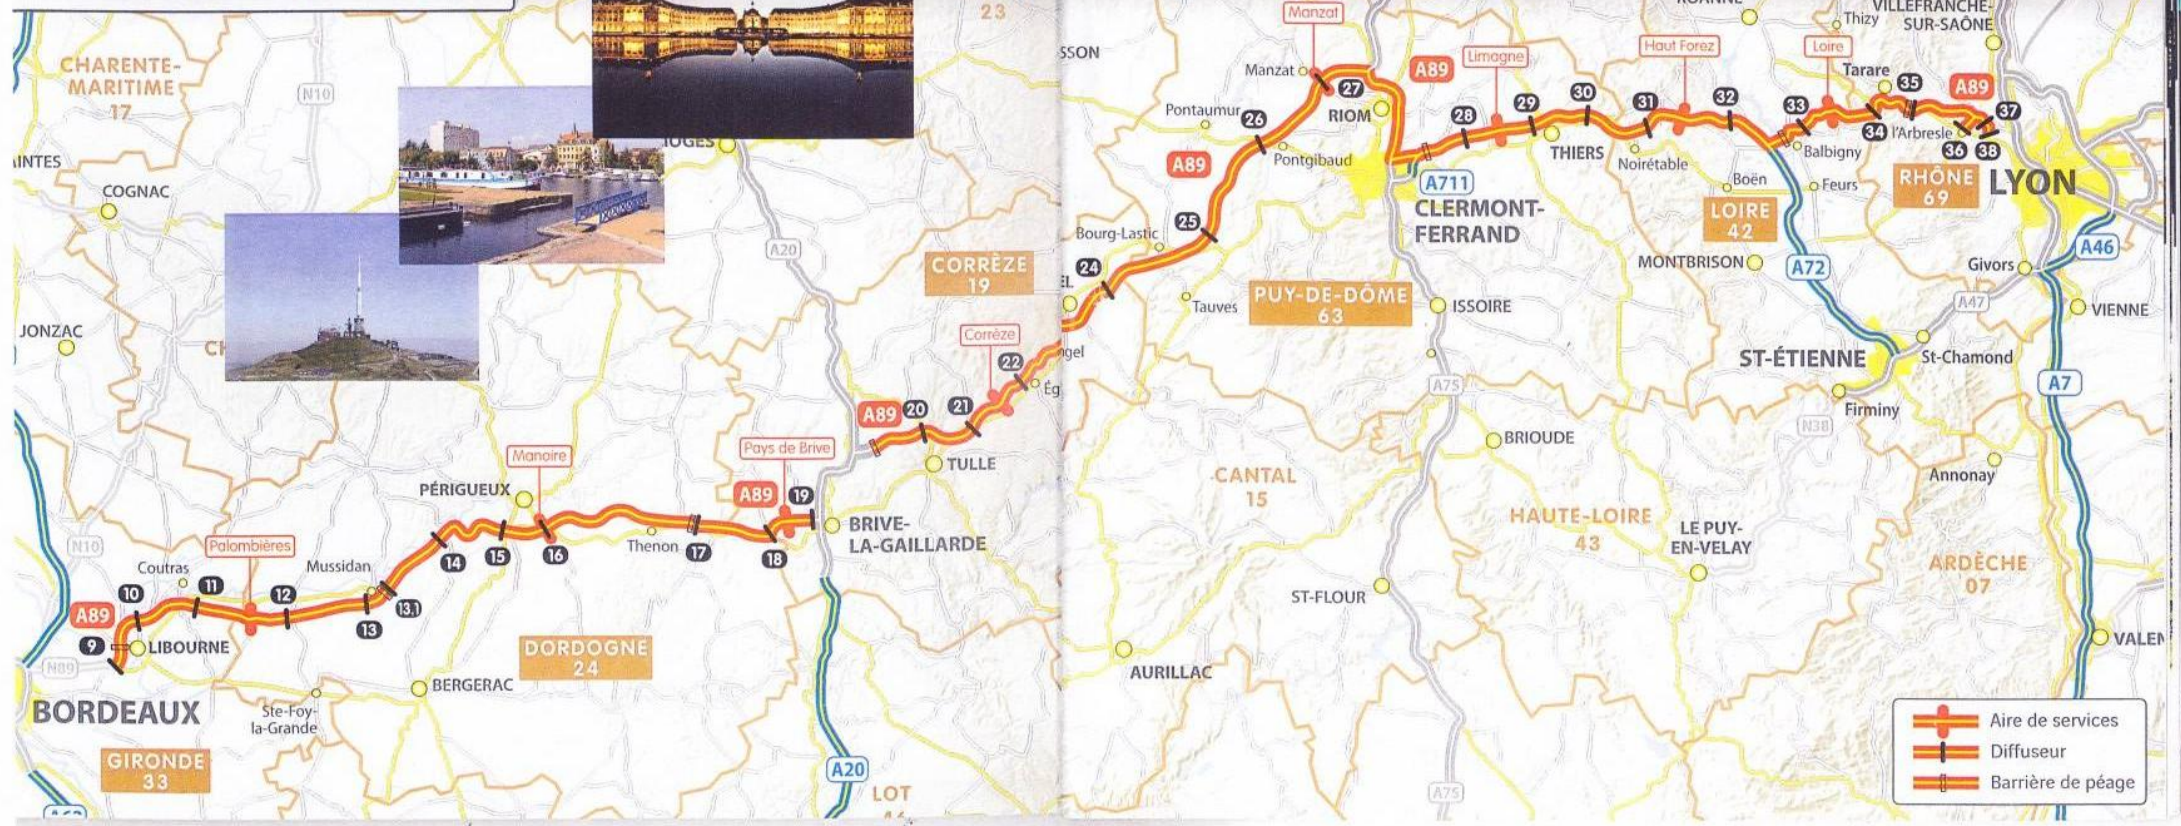 23
CHARENTE-
MARITIME
17
N10
COGNAC
JONZAC
A20
CORRÈZE
19
Corrèze
22
A89
20
21
TULLE
Manoire
Pays de Brive
PÉRIGUEUX
A89
19
BRIVE-
LA-GAILLARDE
N10
Palombières
Coutras
Mussidan
14
15
16
Thenon
17
18
10
11
12
13
13.1
A89
9
LIBOURNE
N89
DORDOGNE
24
BORDEAUX
Ste-Foy-
la-Grande
BERGERAC
GIRONDE
33
A20
LOT
Manzat
Manzat
27
A89
Limagne
Haut Forez
Loire
Thizy
VILLEFRANCHE-
SUR-SAÔNE
Tarare
35
A89
37
Pontaumur
26
RIOM
28
29
30
31
32
33
34
l'Arbresle
36
38
A89
Pontgibaud
THIERS
Noirétable
Balbigny
A711
Boën
Feurs
RHÔNE
69
LYON
CLERMONT-
FERRAND
LOIRE
42
25
Bourg-Lastic
24
MONTBRISON
A72
Givors
A46
Tauves
PUY-DE-DÔME
63
ISSOIRE
A47
VIENNE
ST-ÉTIENNE
St-Chamond
A75
A7
Firminy
N38
BRIOUDE
CANTAL
15
Annonay
HAUTE-LOIRE
43
LE PUY-
EN-VELAY
ARDÈCHE
07
ST-FLOUR
AURILLAC
A75
Aire de services
Diffuseur
Barrière de péage